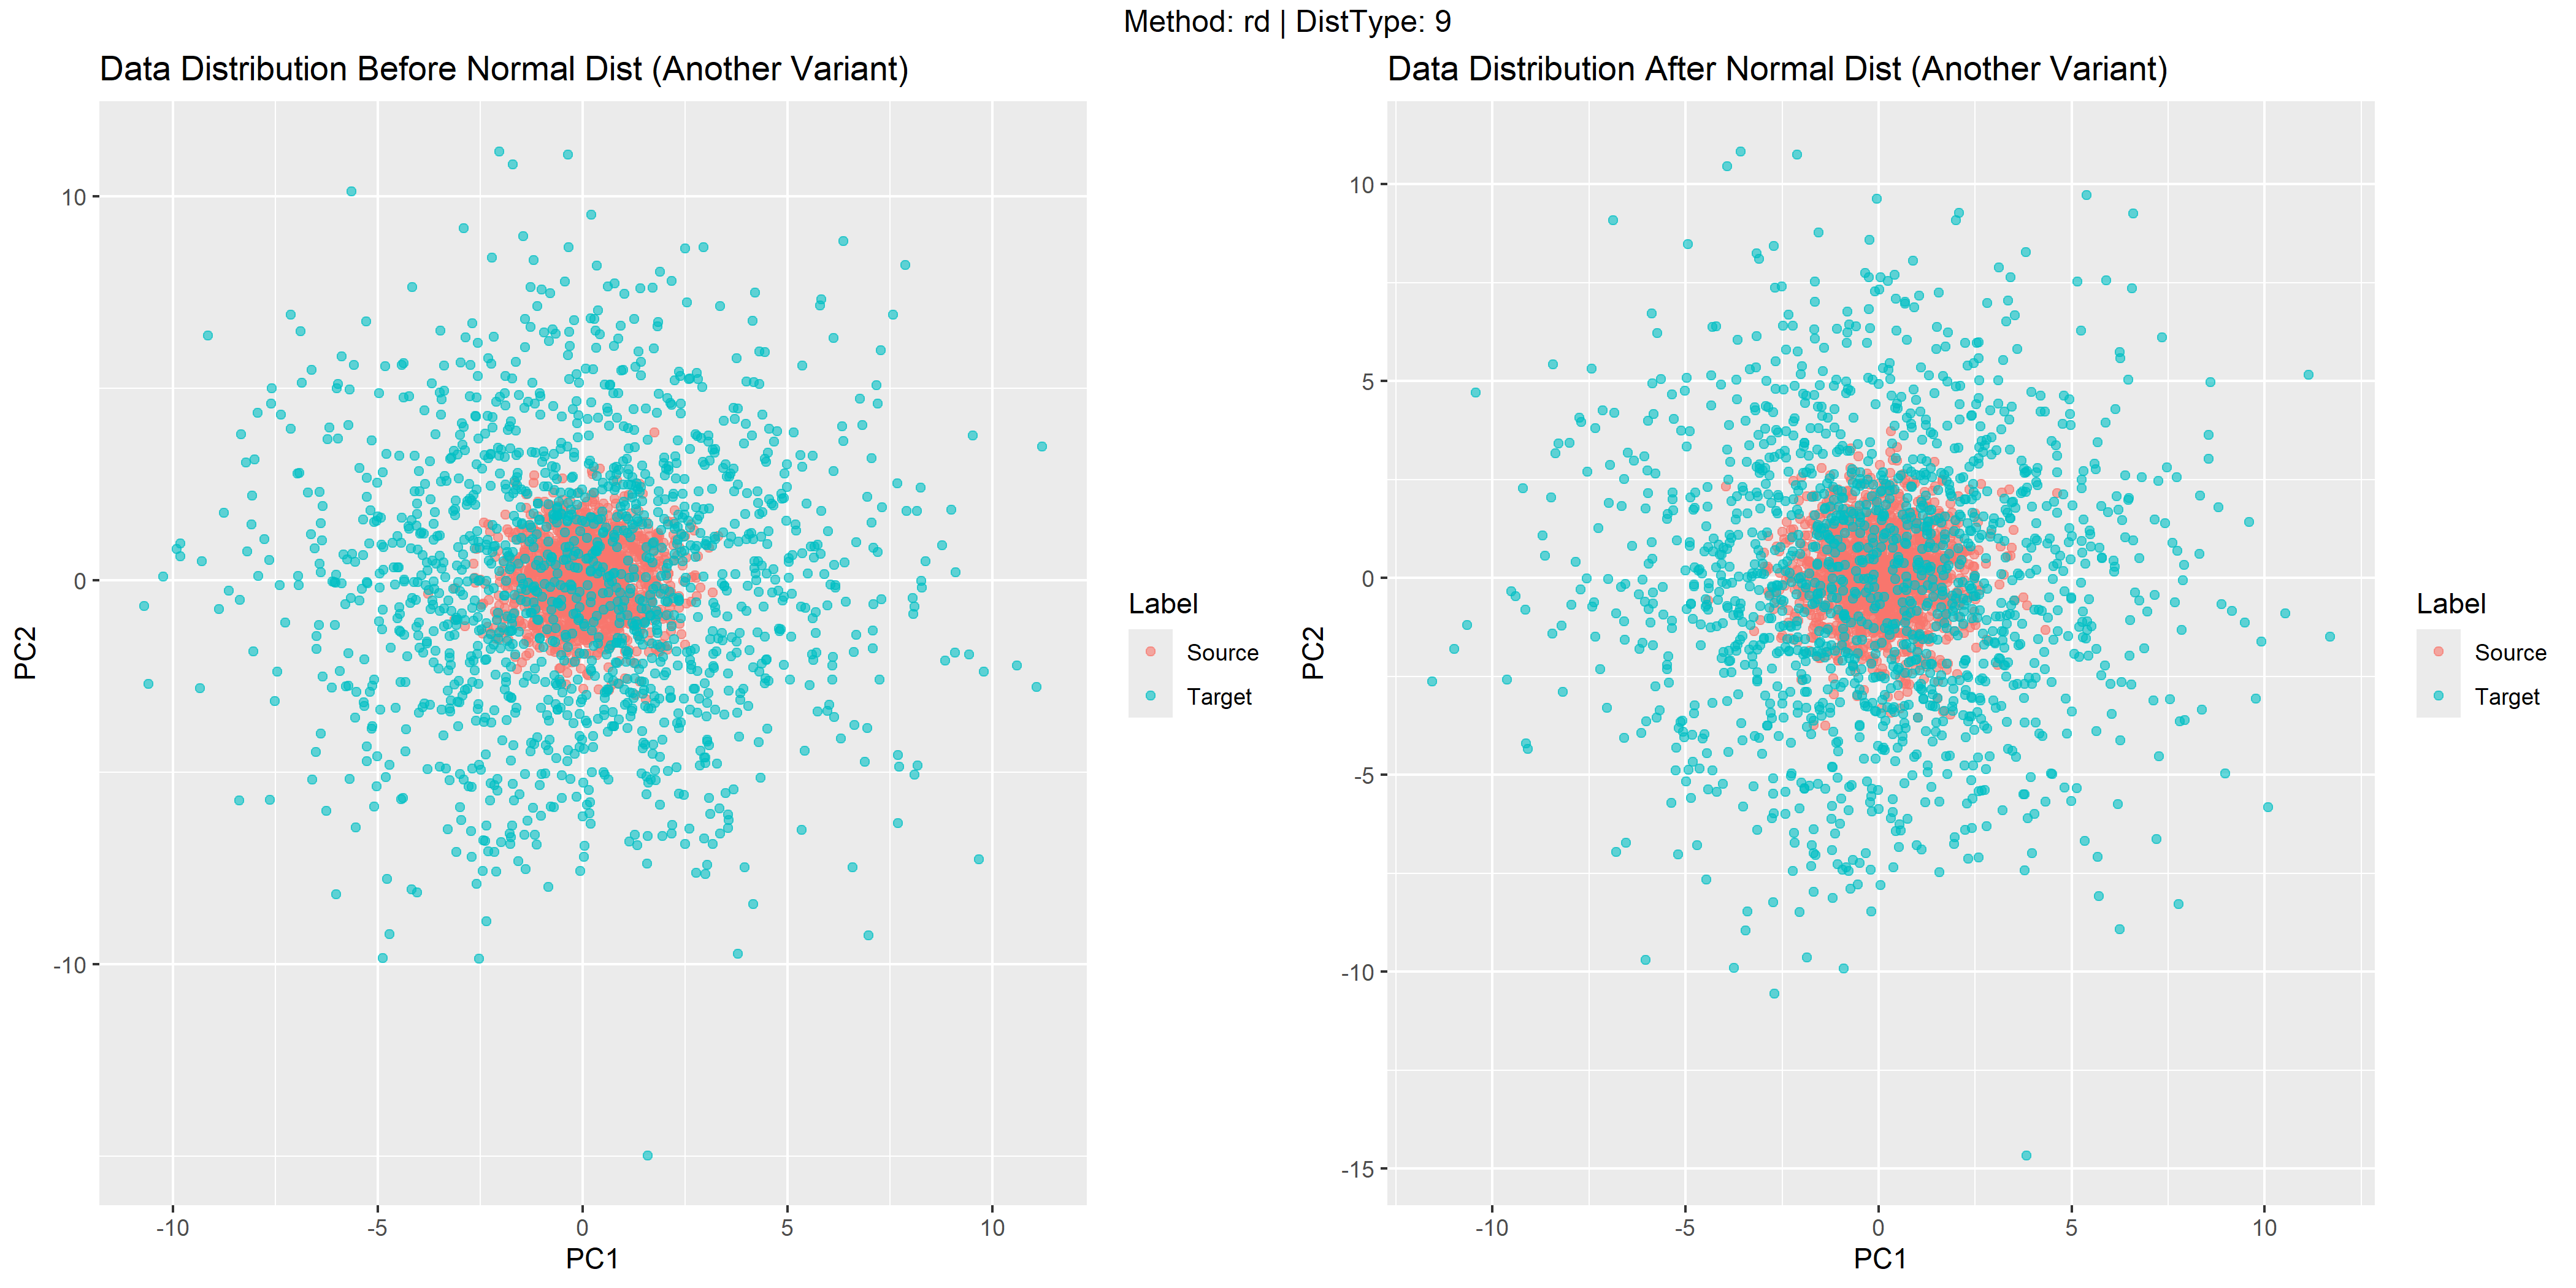 Method: rd | DistType: 9
Data Distribution Before Normal Dist (Another Variant)
10
0
-10
PC2
-10
-5
0
5
10
PC1
Label
Source
Target
Data Distribution After Normal Dist (Another Variant)
10
5
0
-5
-10
-15
PC2
-10
-5
0
5
10
PC1
Label
Source
Target